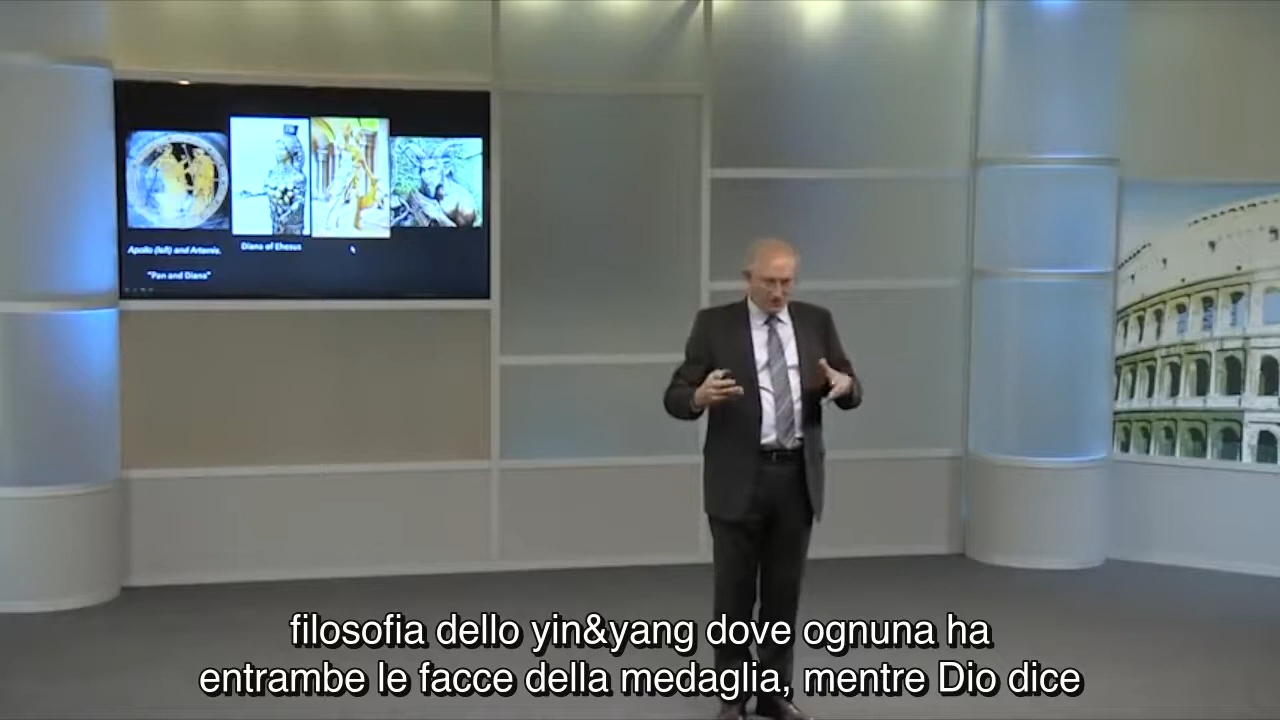 Apollo (left) and Artemis.
Diana of Ehesus
"Pan and Diana"
filosofia dello yin&yang dove ognuna ha
entrambe le facce della medaglia, mentre Dio dice